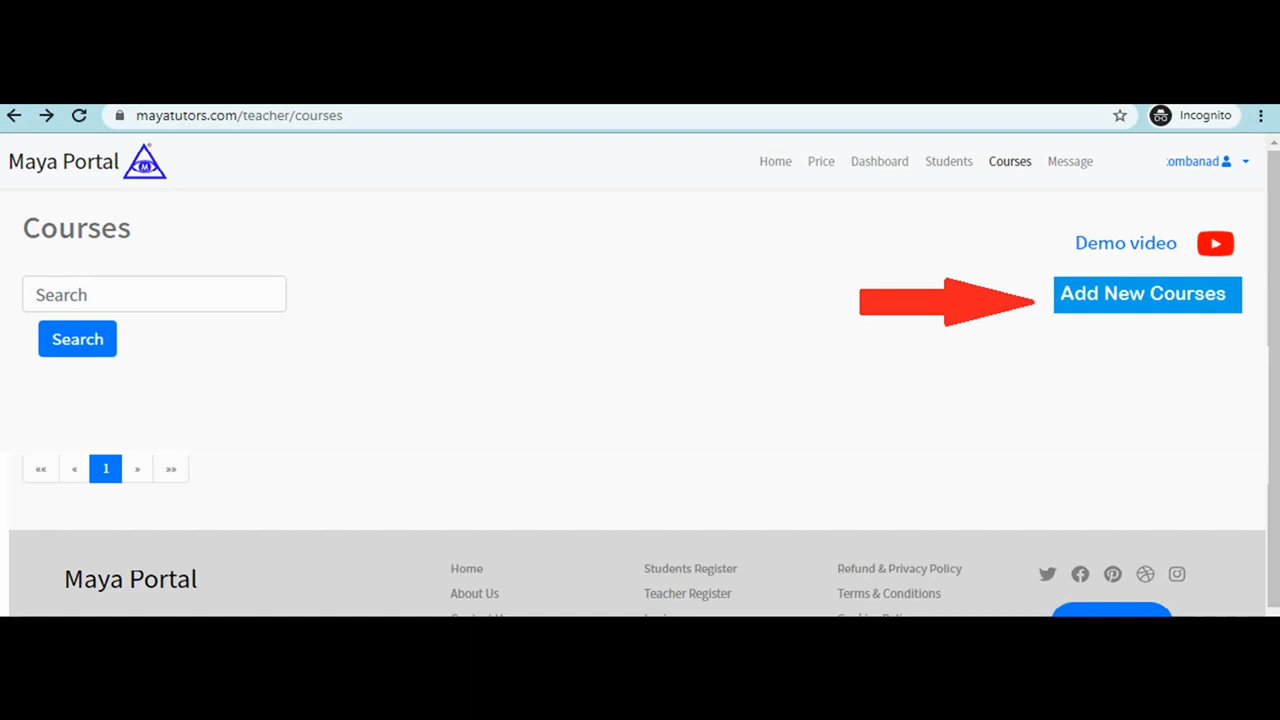 mayatutors.com/teacher/courses
Incognito
Maya Portal
M
Home Price Dashboard Students Courses Message
ombanad
Courses
Demo video
Search
Add New Courses
Search
«« « 1 » »»
Maya Portal
Home
About Us
Students Register
Teacher Register
Refund & Privacy Policy
Terms & Conditions